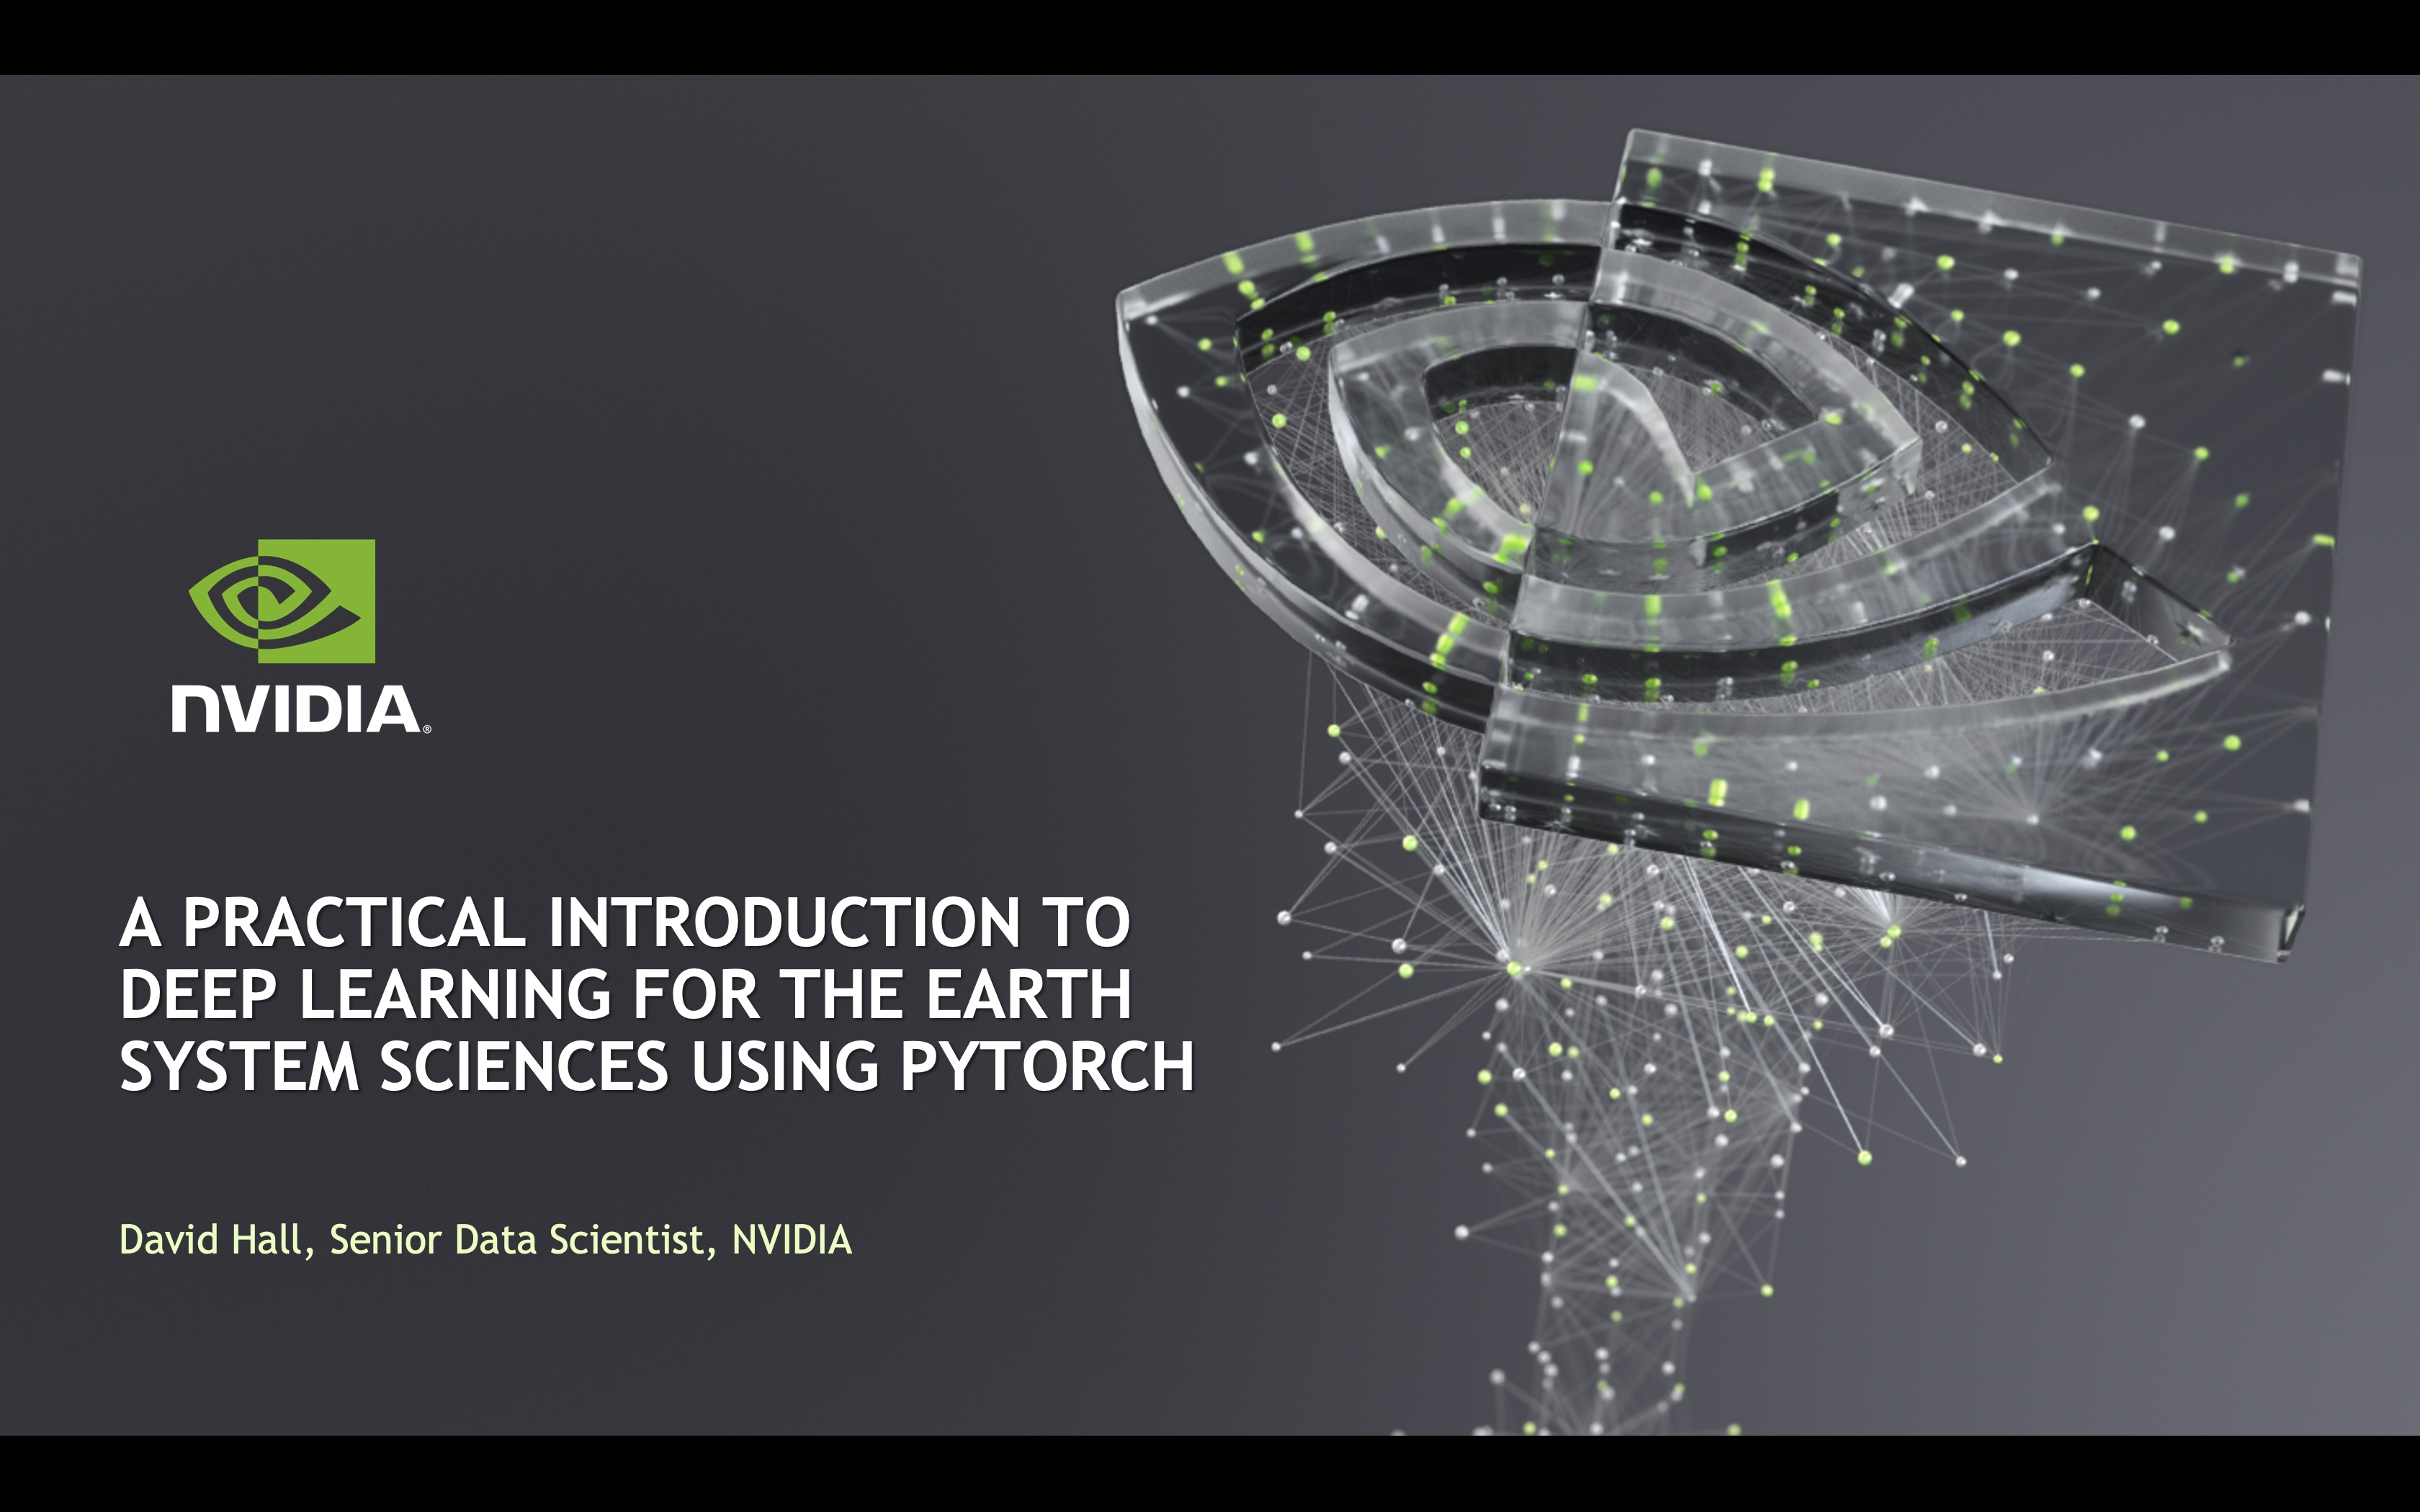 NVIDIA®
A PRACTICAL INTRODUCTION TO
DEEP LEARNING FOR THE EARTH
SYSTEM SCIENCES USING PYTORCH
David Hall, Senior Data Scientist, NVIDIA